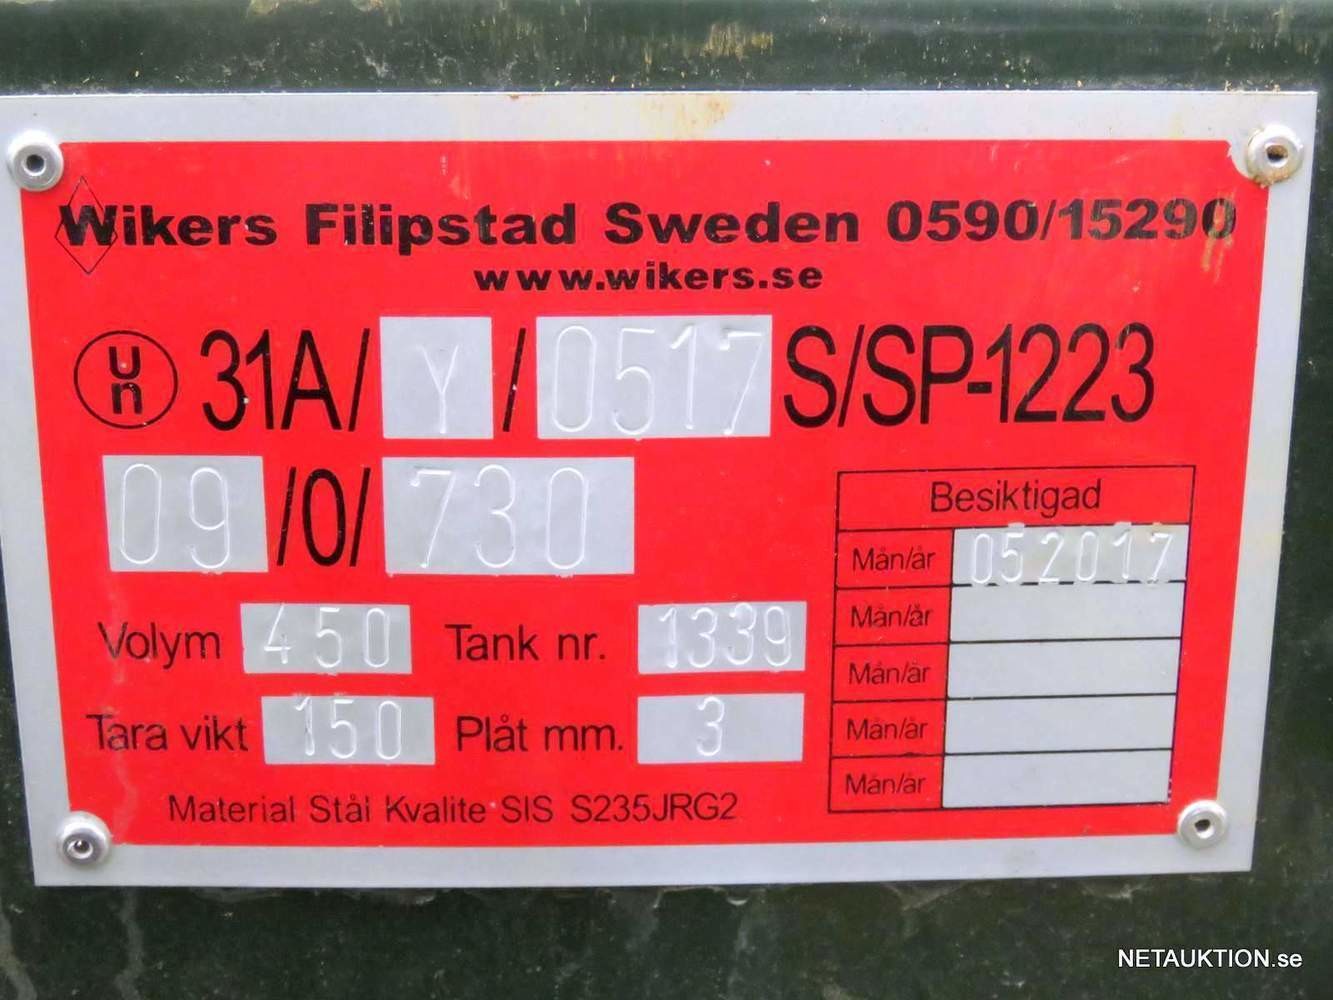 Wikers Filipstad Sweden 0590/15290
www.wikers.se
un 31A/Y/0517 S/SP-1223
09/0/730
Volym 450 Tank nr. 1339
Tara vikt 150 Plåt mm. 3
Material Stål Kvalite SIS S235JRG2
Besiktigad
Mån/år 052017
Mån/år
Mån/år
Mån/år
Mån/år
NETAUKTION.se